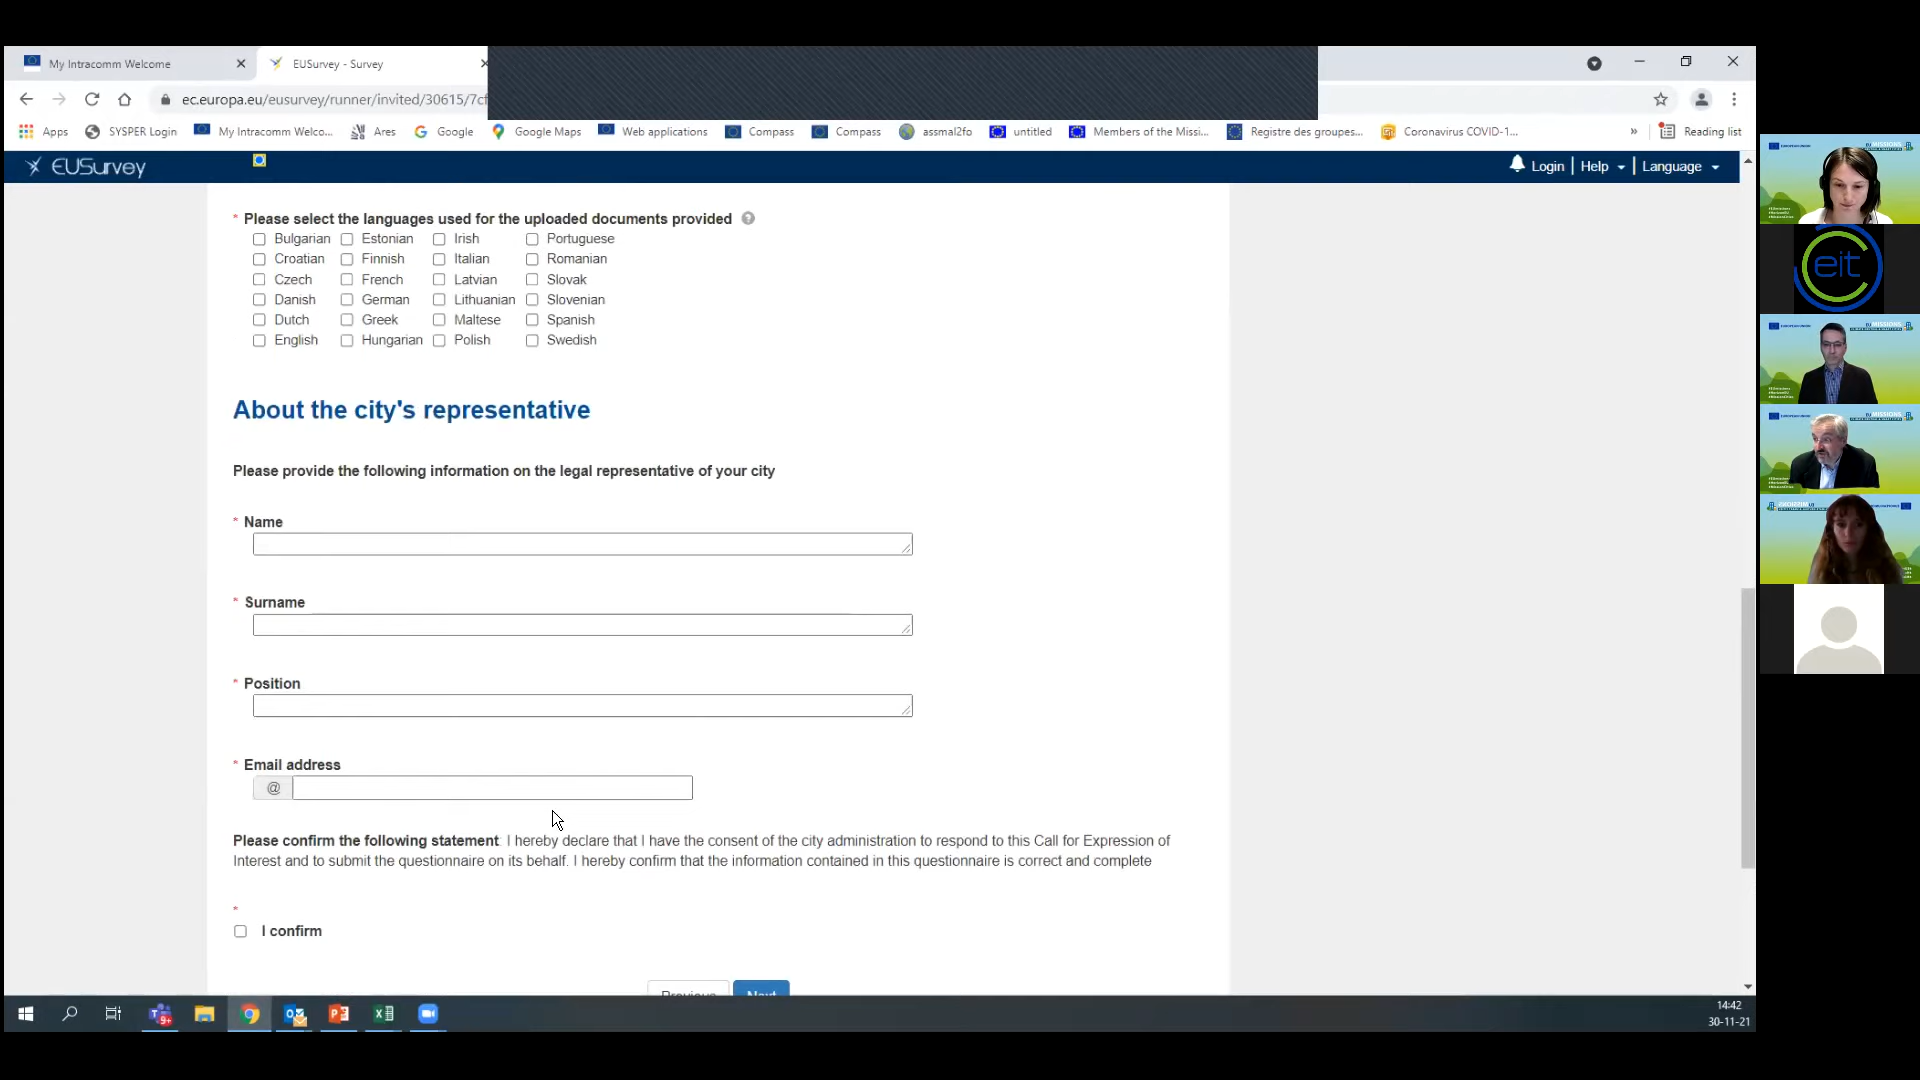 My Intracomm Welcome
EUSurvey - Survey
ec.europa.eu/eusurvey/runner/invited/30615/7cf
Apps SYSPER Login My Intracomm Welco... Ares Google Google Maps Web applications Compass Compass assmal2fo untitled Members of the Missi... Registre des groupes... Coronavirus COVID-1... » Reading list
EUSurvey
Login | Help | Language
* Please select the languages used for the uploaded documents provided ?
Bulgarian Estonian Irish Portuguese
Croatian Finnish Italian Romanian
Czech French Latvian Slovak
Danish German Lithuanian Slovenian
Dutch Greek Maltese Spanish
English Hungarian Polish Swedish
About the city's representative
Please provide the following information on the legal representative of your city
* Name
* Surname
* Position
* Email address
@
Please confirm the following statement: I hereby declare that I have the consent of the city administration to respond to this Call for Expression of
Interest and to submit the questionnaire on its behalf. I hereby confirm that the information contained in this questionnaire is correct and complete
*
I confirm
Previous Next
14:42
30-11-21
eit